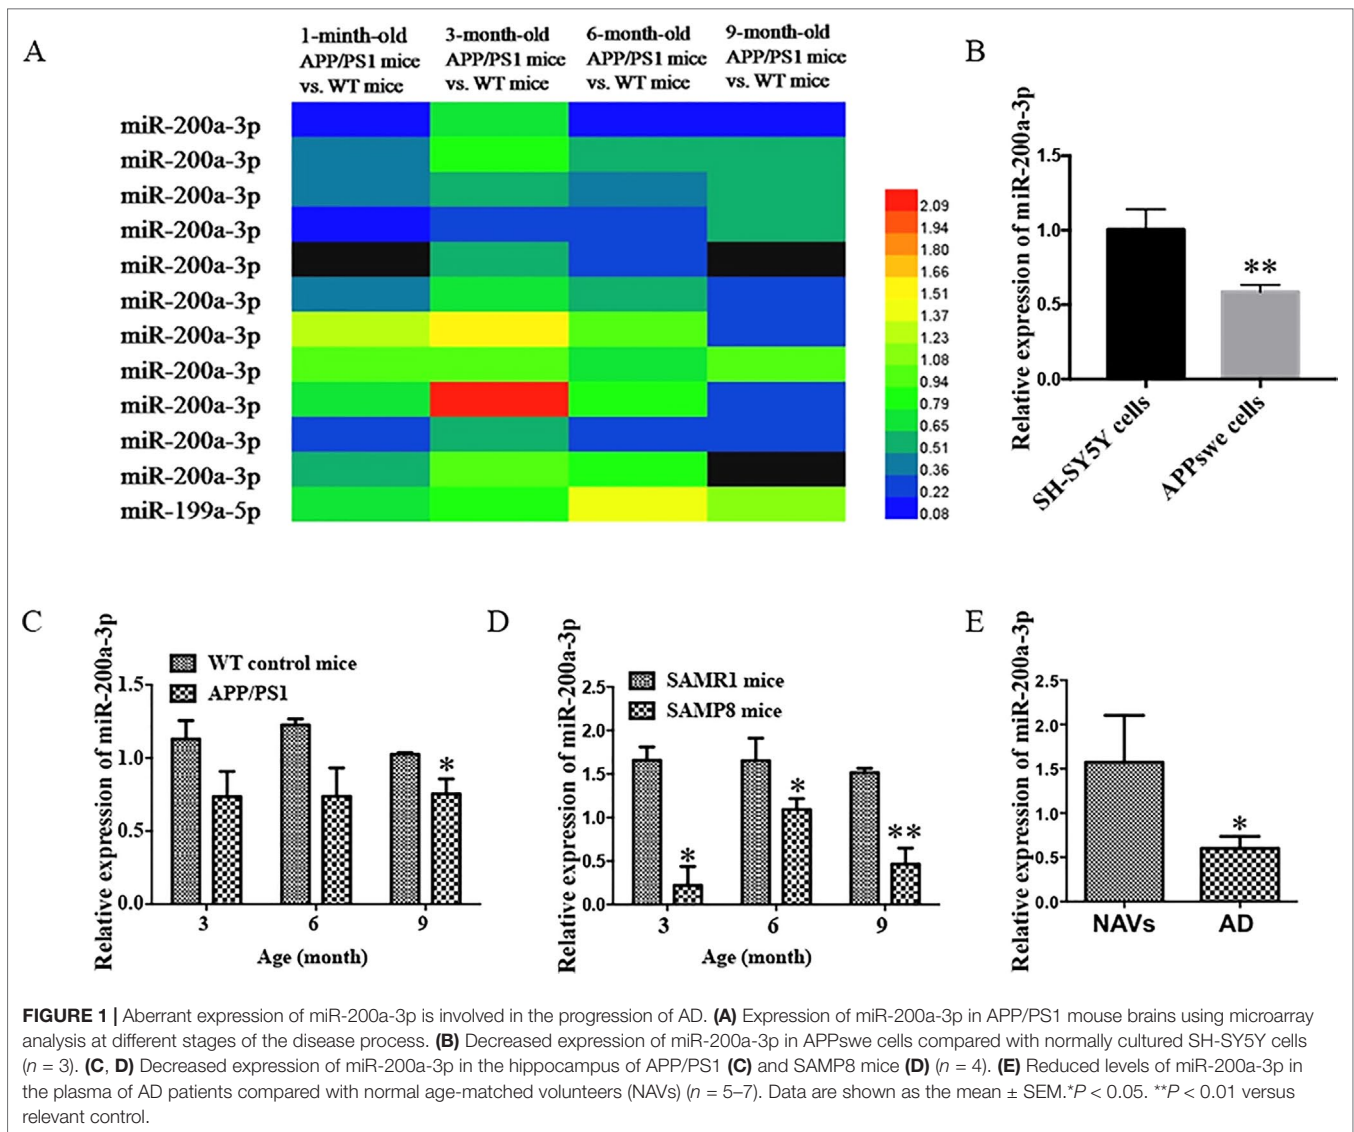 A
1-minth-old
APP/PS1 mice
vs. WT mice
3-month-old
APP/PS1 mice
vs. WT mice
6-month-old
APP/PS1 mice
vs. WT mice
9-month-old
APP/PS1 mice
vs. WT mice
miR-200a-3p
miR-200a-3p
miR-200a-3p
miR-200a-3p
miR-200a-3p
miR-200a-3p
miR-200a-3p
miR-200a-3p
miR-200a-3p
miR-200a-3p
miR-200a-3p
miR-199a-5p
2.09
1.94
1.80
1.66
1.51
1.37
1.23
1.08
0.94
0.79
0.65
0.51
0.36
0.22
0.08
B
Relative expression of miR-200a-3p
1.5
1.0
0.5
0.0
**
SH-SY5Y cells
APPswe cells
C
Relative expression of miR-200a-3p
WT control mice
APP/PS1
1.5
1.0
0.5
0.0
*
3 6 9
Age (month)
D
Relative expression of miR-200a-3p
SAMR1 mice
SAMP8 mice
2.5
2.0
1.5
1.0
0.5
0.0
*
*
**
3 6 9
Age (month)
E
Relative expression of miR-200a-3p
2.5
2.0
1.5
1.0
0.5
0.0
*
NAVs AD
FIGURE 1 | Aberrant expression of miR-200a-3p is involved in the progression of AD. (A) Expression of miR-200a-3p in APP/PS1 mouse brains using microarray
analysis at different stages of the disease process. (B) Decreased expression of miR-200a-3p in APPswe cells compared with normally cultured SH-SY5Y cells
(n = 3). (C, D) Decreased expression of miR-200a-3p in the hippocampus of APP/PS1 (C) and SAMP8 mice (D) (n = 4). (E) Reduced levels of miR-200a-3p in
the plasma of AD patients compared with normal age-matched volunteers (NAVs) (n = 5–7). Data are shown as the mean ± SEM.*P < 0.05. **P < 0.01 versus
relevant control.